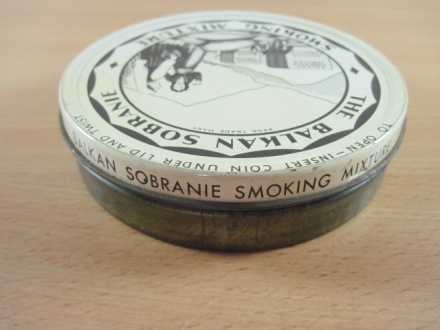 THE BALKAN SOBRANIE
SMOKING MIXTURE
TO OPEN - INSERT COIN UNDER LID AND TWIST
BALKAN SOBRANIE SMOKING MIXTURE